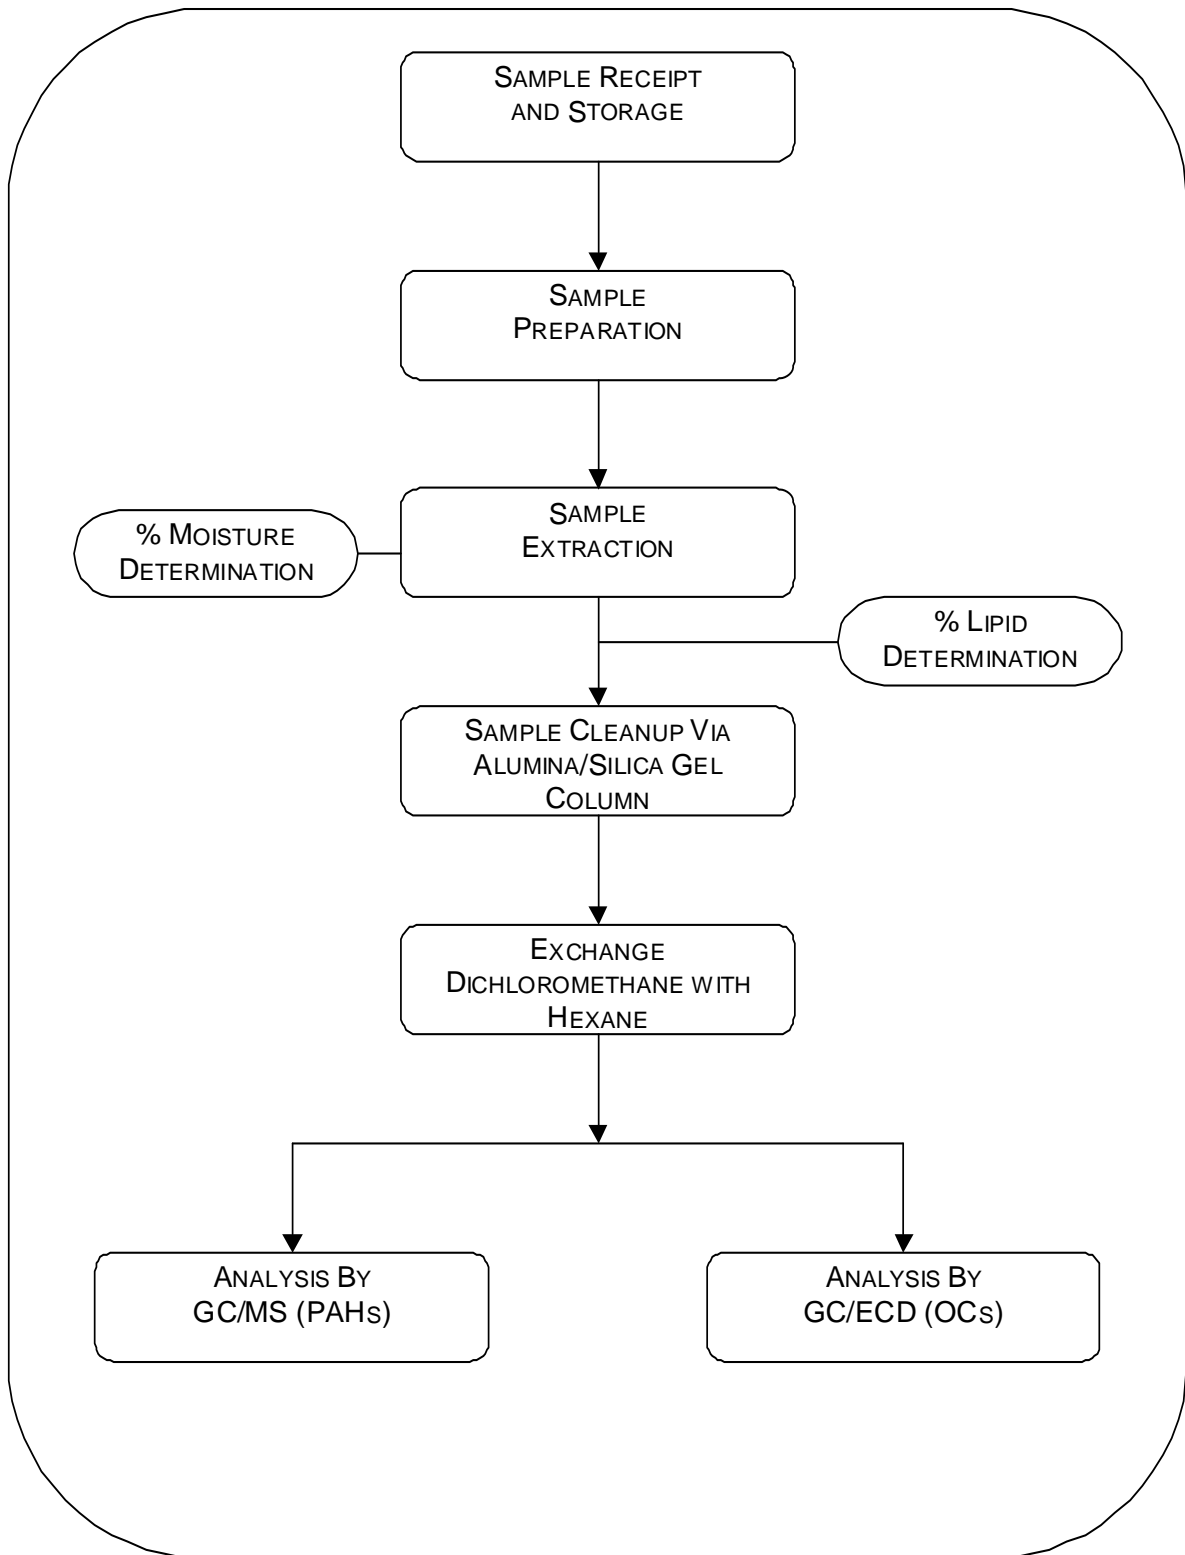 SAMPLE RECEIPT
AND STORAGE
SAMPLE
PREPARATION
SAMPLE
EXTRACTION
% MOISTURE
DETERMINATION
% LIPID
DETERMINATION
SAMPLE CLEANUP VIA
ALUMINA/SILICA GEL
COLUMN
EXCHANGE
DICHLOROMETHANE WITH
HEXANE
ANALYSIS BY
GC/MS (PAHS)
ANALYSIS BY
GC/ECD (OCS)